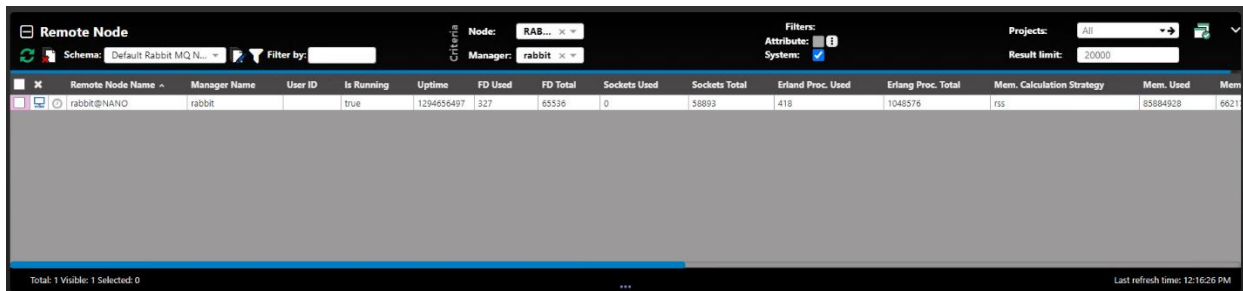 Remote Node
Schema: Default Rabbit MQ N... Filter by:
Criteria
Node: RAB...
Manager: rabbit
Filters:
Attribute:
System:
Projects: All
Result limit: 20000
Remote Node Name Manager Name User ID Is Running Uptime FD Used FD Total Sockets Used Sockets Total Erland Proc. Used Erlang Proc. Total Mem. Calculation Strategy Mem. Used Mem
rabbit@NANO rabbit true 1294656497 327 65536 0 58893 418 1048576 rss 85884928 6621
Total: 1 Visible: 1 Selected: 0
Last refresh time: 12:16:26 PM